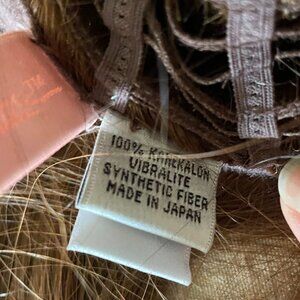 100% KANEKALON
VIBRALITE
SYNTHETIC FIBER
MADE IN JAPAN